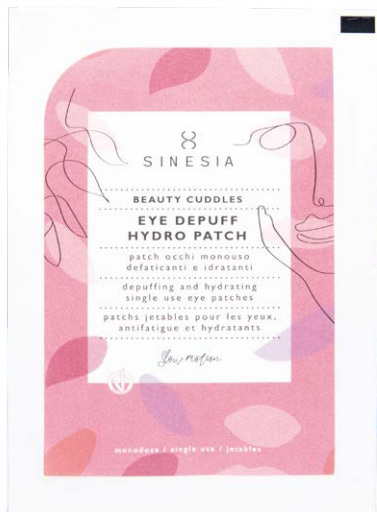 SINESIA
BEAUTY CUDDLES
EYE DEPUFF
HYDRO PATCH
patch occhi monouso
defaticanti e idratanti
depuffing and hydrating
single use eye patches
patchs jetables pour les yeux,
antifatigue et hydratants
slow motion
monodose / single use / jetables